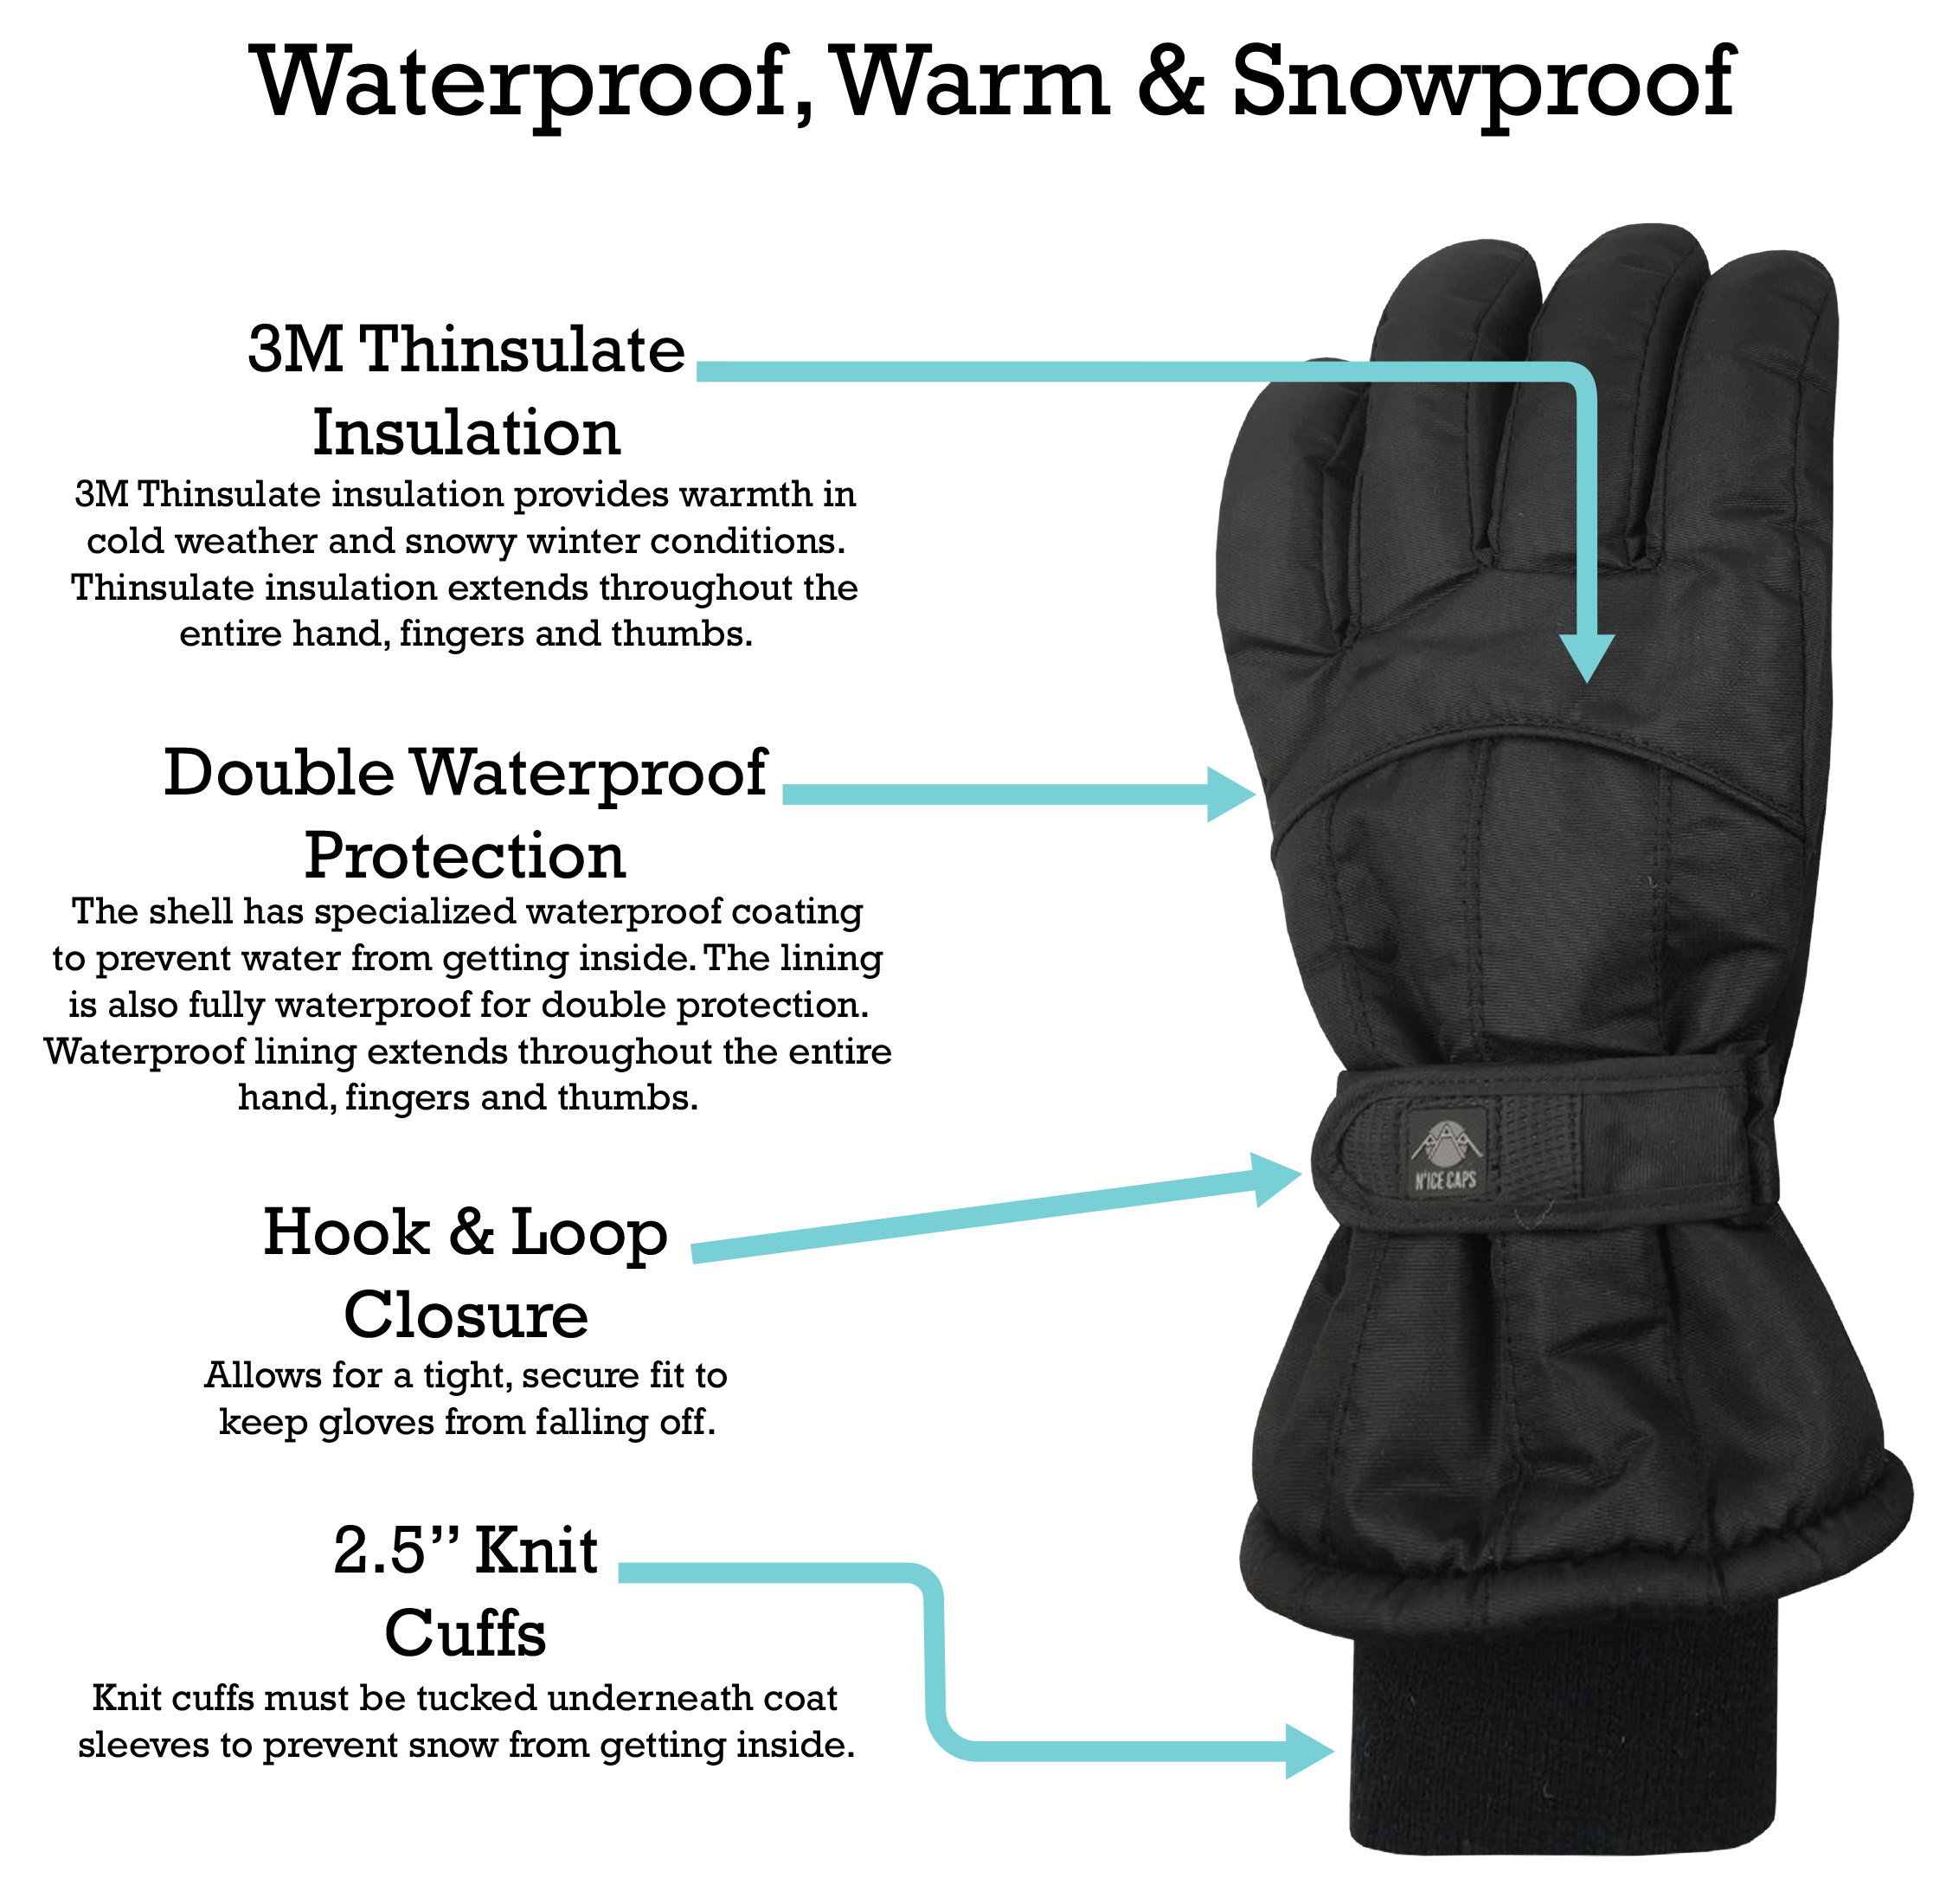 Waterproof, Warm & Snowproof
3M Thinsulate
Insulation
3M Thinsulate insulation provides warmth in
cold weather and snowy winter conditions.
Thinsulate insulation extends throughout the
entire hand, fingers and thumbs.
Double Waterproof
Protection
The shell has specialized waterproof coating
to prevent water from getting inside. The lining
is also fully waterproof for double protection.
Waterproof lining extends throughout the entire
hand, fingers and thumbs.
N'ICE CAPS
Hook & Loop
Closure
Allows for a tight, secure fit to
keep gloves from falling off.
2.5’’ Knit
Cuffs
Knit cuffs must be tucked underneath coat
sleeves to prevent snow from getting inside.